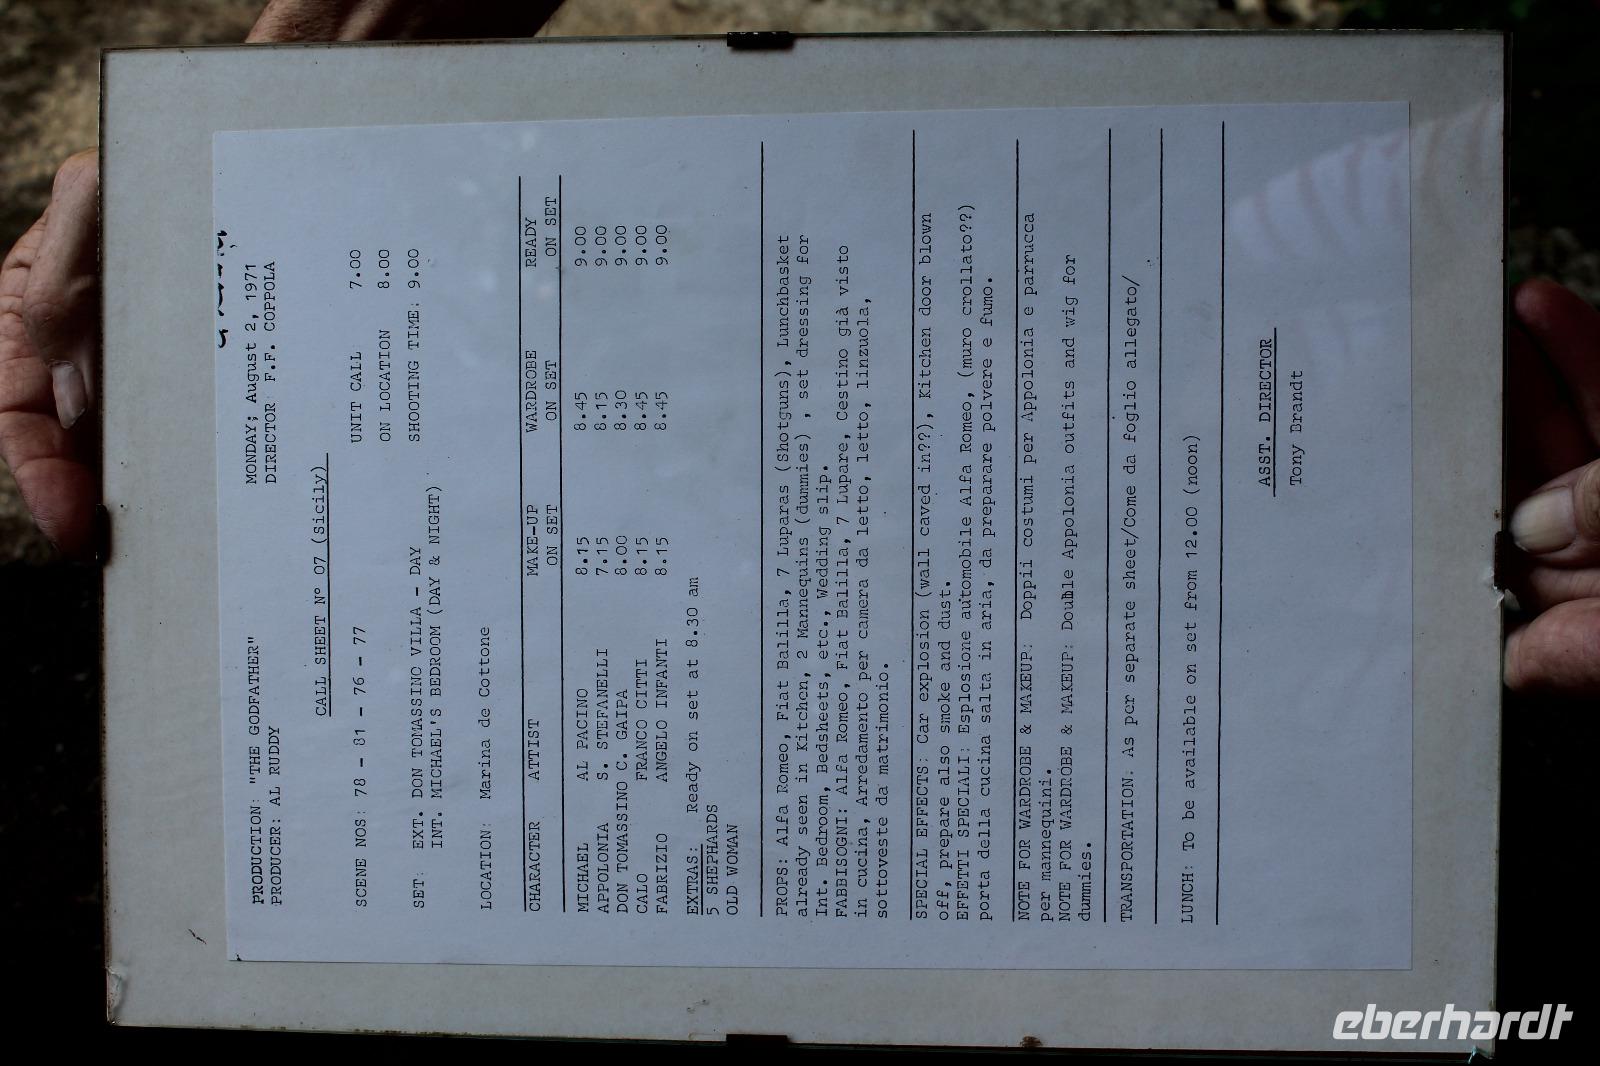 PRODUCTION: "THE GODFATHER" MONDAY; August 2, 1971
PRODUCER: AL RUDDY DIRECTOR F.F. COPPOLA
CALL SHEET Nº 07 (Sicily)
SCENE NOS: 78 - 81 - 76 - 77 UNIT CALL 7.00
ON LOCATION 8.00
SET: EXT. DON TOMASSINO VILLA - DAY SHOOTING TIME: 9.00
INT. MICHAEL'S BEDROOM (DAY & NIGHT)
LOCATION: Marina de Cottone
CHARACTER ATTIST MAKE-UP WARDROBE READY
ON SET ON SET ON SET
MICHAEL AL PACINO 8.15 8.45 9.00
APPOLONIA S. STEFANELLI 7.15 8.15 9.00
DON TOMASSINO C. GAIPA 8.00 8.30 9.00
CALO FRANCO CITTI 8.15 8.45 9.00
FABRIZIO ANGELO INFANTI 8.15 8.45 9.00
EXTRAS: Ready on set at 8.30 am
5 SHEPHARDS
OLD WOMAN
PROPS: Alfa Romeo, Fiat Balilla, 7 Luparas (Shotguns), Lunchbasket
already seen in Kitchen, 2 Mannequins (dummies) , set dressing for
Int. Bedroom, Bedsheets, etc., Wedding slip.
FABBISOGNI: Alfa Romeo, Fiat Balilla, 7 Lupare, Cestino già visto
in cucina, Arredamento per camera da letto, letto, linzuola,
sottoveste da matrimonio.
SPECIAL EFFECTS: Car explosion (wall caved in??), Kitchen door blown
off, prepare also smoke and dust.
EFFETTI SPECIALI: Esplosione automobile Alfa Romeo, (muro crollato??)
porta della cucina salta in aria, da preparare polvere e fumo.
NOTE FOR WARDROBE & MAKEUP: Doppii costumi per Appolonia e parrucca
per mannequini.
NOTE FOR WARDROBE & MAKEUP: Double Appolonia outfits and wig for
dummies.
TRANSPORTATION: As per separate sheet/Come da foglio allegato/
LUNCH: To be available on set from 12.00 (noon)
ASST. DIRECTOR
Tony Brandt
eberhardt